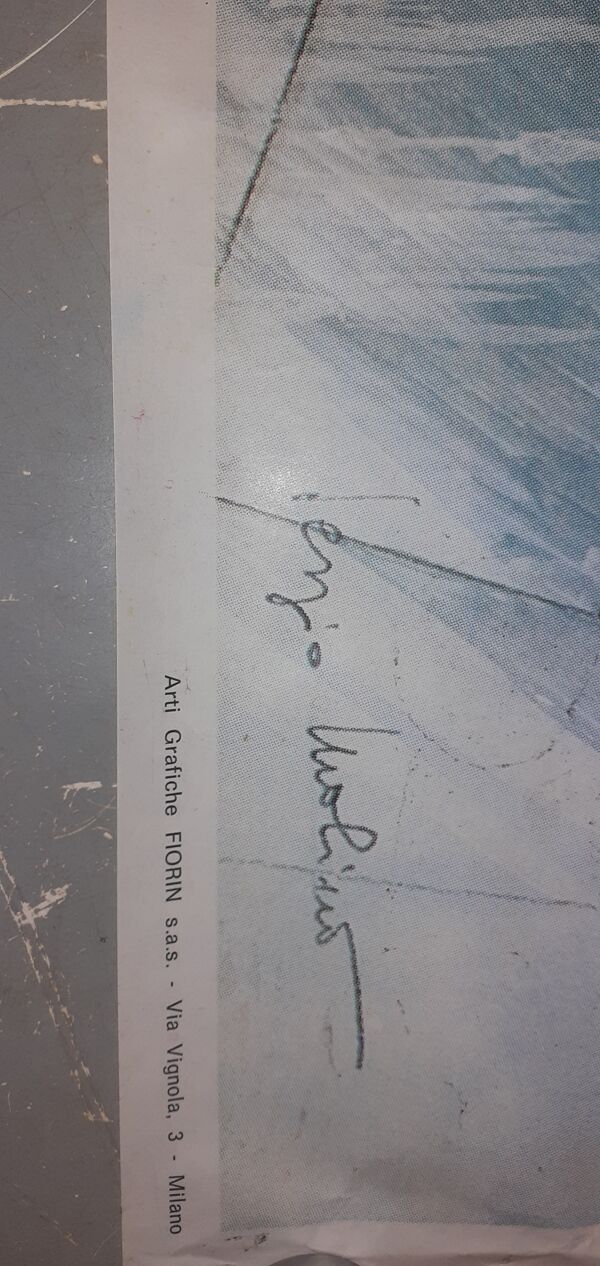 Arti Grafiche FIORIN s.a.s. - Via Vignola, 3 - Milano